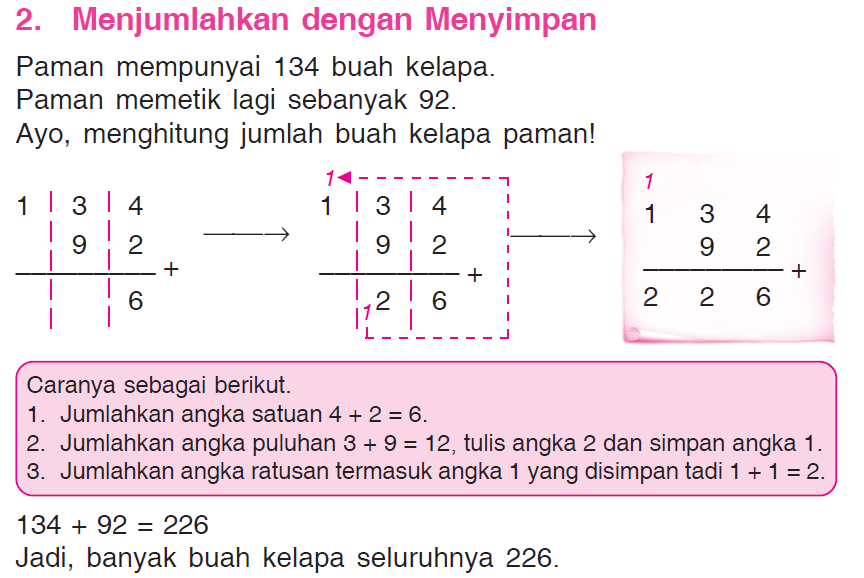 2. Menjumlahkan dengan Menyimpan
Paman mempunyai 134 buah kelapa.
Paman memetik lagi sebanyak 92.
Ayo, menghitung jumlah buah kelapa paman!
1 3 4
9 2
+
6
1
1 3 4
9 2
+
1 2 6
1
1 3 4
9 2
+
2 2 6
Caranya sebagai berikut.
1. Jumlahkan angka satuan 4 + 2 = 6.
2. Jumlahkan angka puluhan 3 + 9 = 12, tulis angka 2 dan simpan angka 1.
3. Jumlahkan angka ratusan termasuk angka 1 yang disimpan tadi 1 + 1 = 2.
134 + 92 = 226
Jadi, banyak buah kelapa seluruhnya 226.